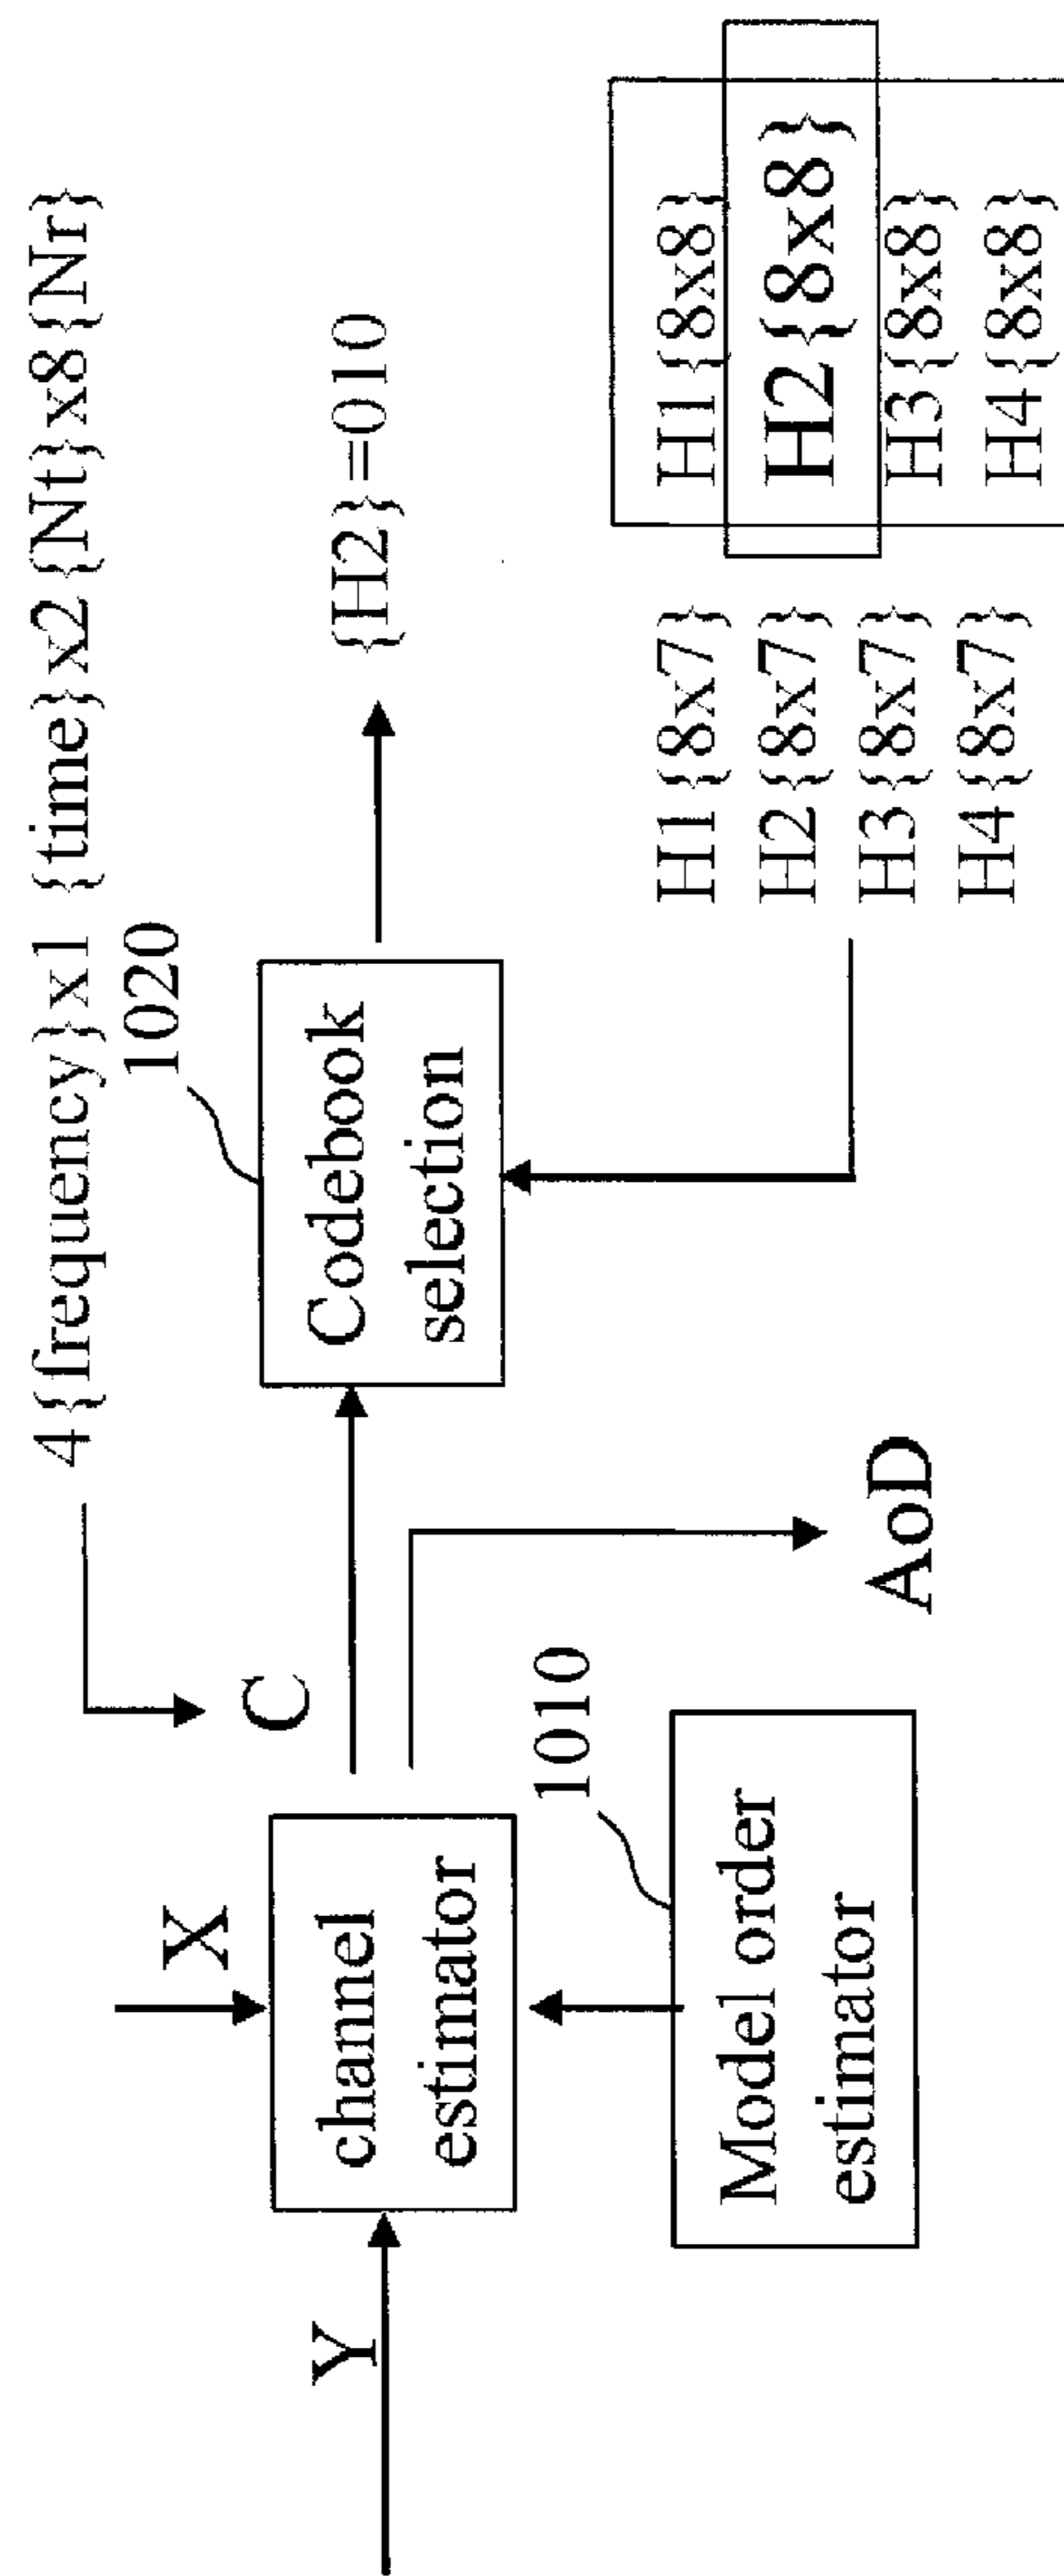 4{frequency}x1 {time}x2{Nt}x8{Nr}
1020
X
C
Y
channel
estimator
Codebook
selection
{H2}=010
1010
Model order
estimator
AoD
H1{8x7}
H2{8x7}
H3{8x7}
H4{8x7}
H1{8x8}
H2{8x8}
H3{8x8}
H4{8x8}